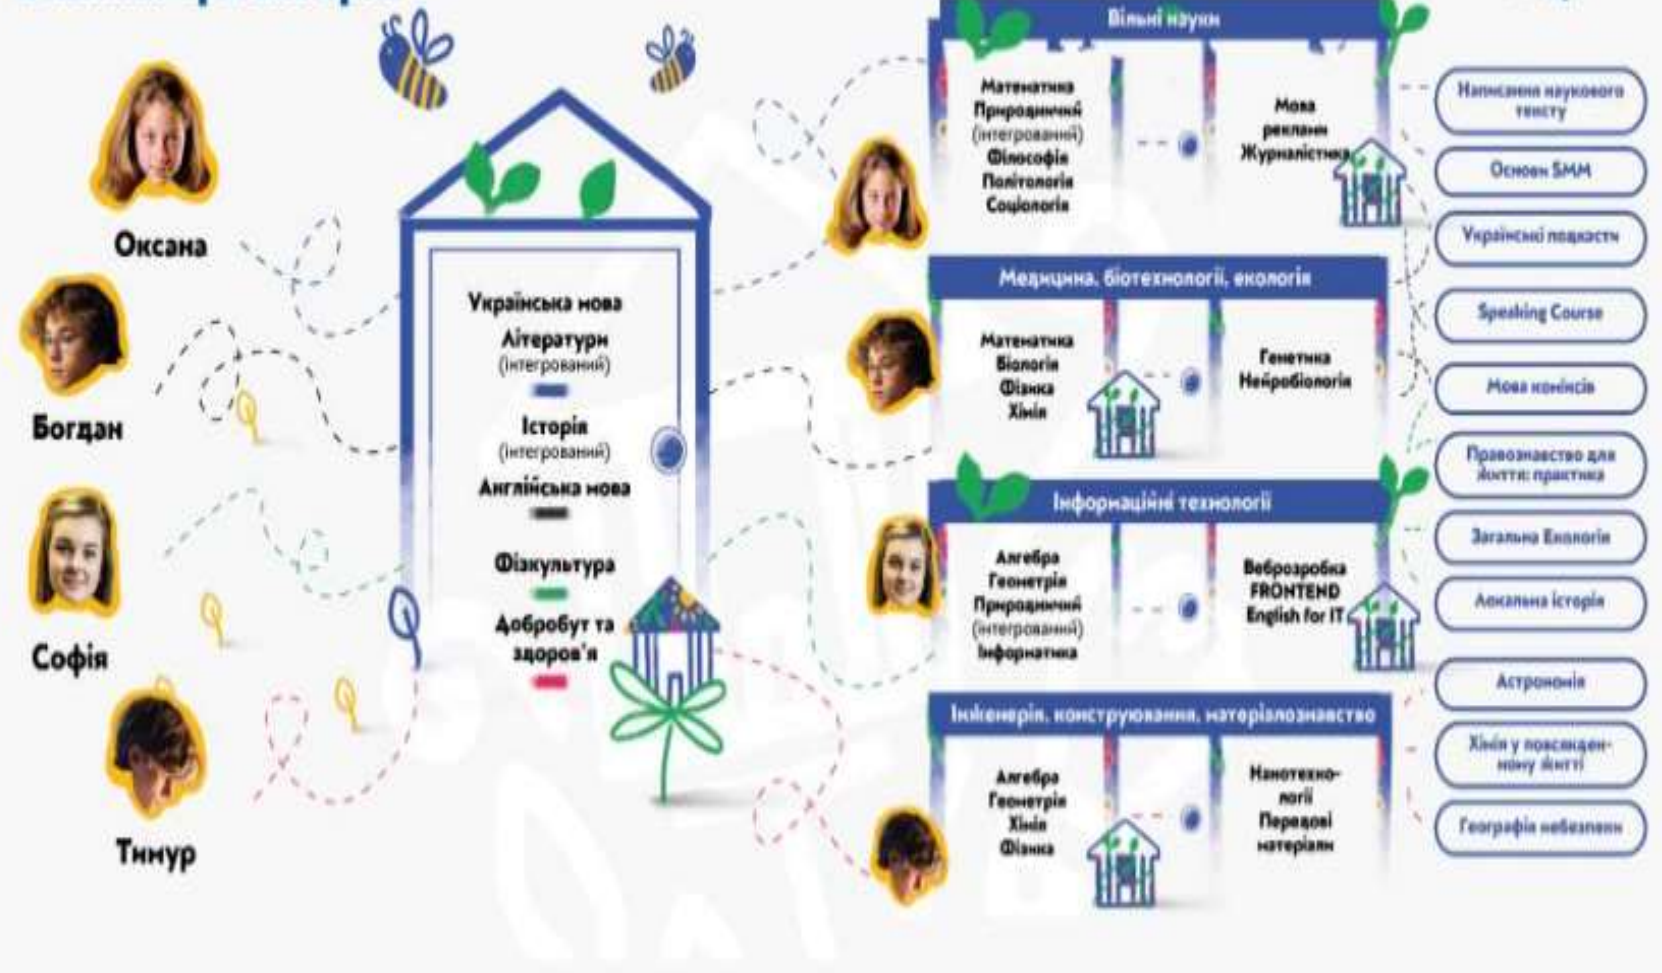 Оксана
Богдан
Софія
Тимур
Українська мова
Літератури
(інтегрований)
Історія
(інтегрований)
Англійська мова
Фізкультура
Добробут та
здоров'я
Вільні науки
Математика
Природничий
(інтегрований)
Філософія
Політологія
Соціологія
Мова
реклами
Журналістика
Медицина, біотехнології, екологія
Математика
Біологія
Фізика
Хімія
Генетика
Нейробіологія
Інформаційні технології
Алгебра
Геометрія
Природничий
(інтегрований)
Інформатика
Веброзробка
FRONTEND
English for IT
Інженерія, конструювання, матеріалознавство
Алгебра
Геометрія
Хімія
Фізика
Нанотехно-
логії
Передові
матеріали
Написання наукового
тексту
Основи SMM
Українські подкасти
Speaking Course
Мова коміксів
Правознавство для
життя: практика
Загальна Екологія
Локальна історія
Астрономія
Хімія у повсякден-
ному житті
Географія небезпеки